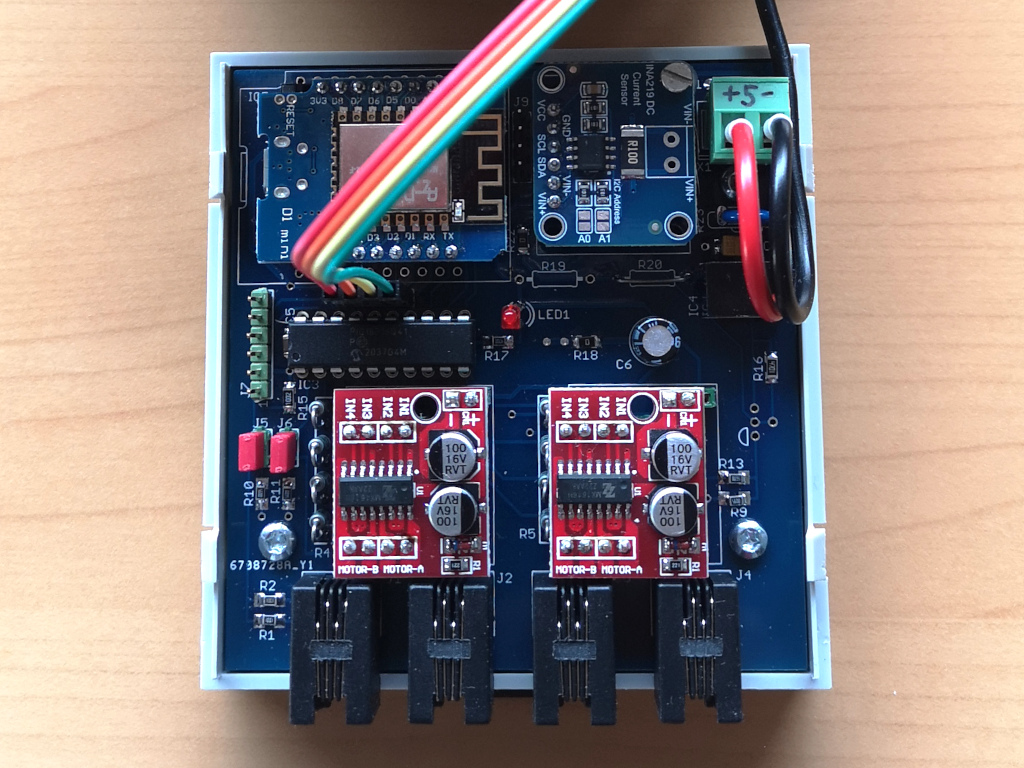 3V3 D8 D7 D6 D5 D0
RESET
D1 mini
D3 D2 D1 RX TX
J9
INA219 DC
Current
Sensor
VCC
GND
SCL
SDA
VIN-
VIN+
VIN-
VIN+
R100
I2C Address
A0 A1
+5-
R19
R20
LED1
IC4
R17
R18
C6
R16
IC3
R15
J5
J6
R10
R11
IN4 IN3 IN2 IN1
- +
100
16V
RVT
100
16V
RVT
MOTOR-B MOTOR-A
R1
IN4 IN3 IN2 IN1
- +
100
16V
RVT
100
16V
RVT
MOTOR-B MOTOR-A
R1
R13
R9
R4
R5
6708728A_Y1
J2
J4
R2
R1